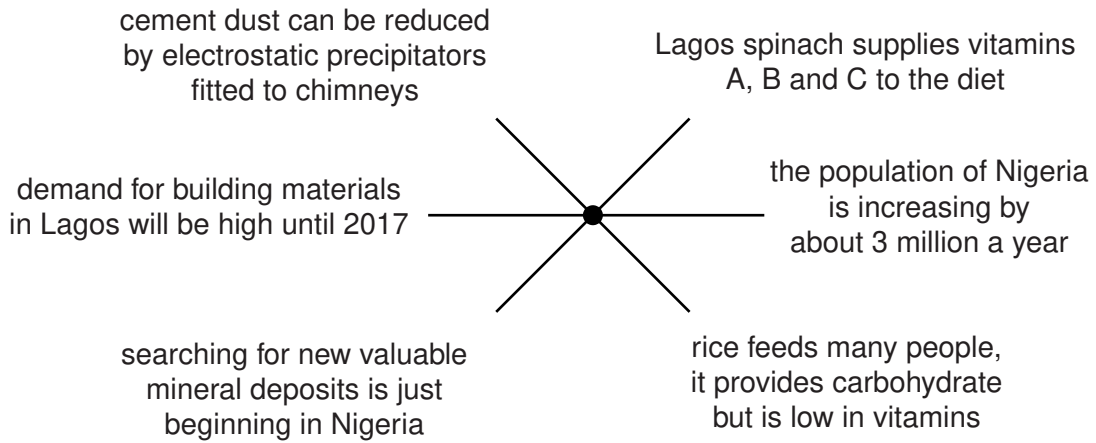 cement dust can be reduced
by electrostatic precipitators
fitted to chimneys
Lagos spinach supplies vitamins
A, B and C to the diet
demand for building materials
in Lagos will be high until 2017
the population of Nigeria
is increasing by
about 3 million a year
searching for new valuable
mineral deposits is just
beginning in Nigeria
rice feeds many people,
it provides carbohydrate
but is low in vitamins